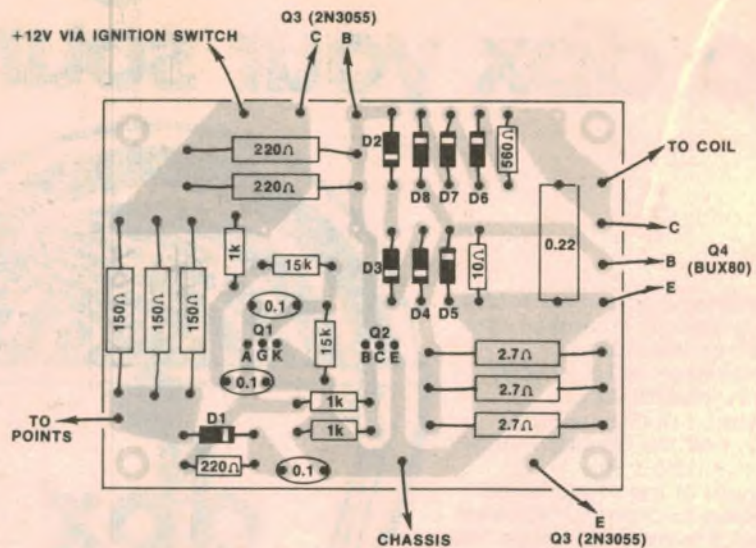 Q3 (2N3055)
+12V VIA IGNITION SWITCH
C B
D2
D8
D7
D6
560Ω
TO COIL
220Ω
220Ω
C
1k
15k
D3
D4
D5
10Ω
0.22
B
Q4
(BUX80)
E
150Ω
150Ω
150Ω
0.1
Q1
A G K
15k
Q2
B C E
2.7Ω
0.1
2.7Ω
1k
TO
POINTS
D1
1k
2.7Ω
220Ω
0.1
CHASSIS
E
Q3 (2N3055)